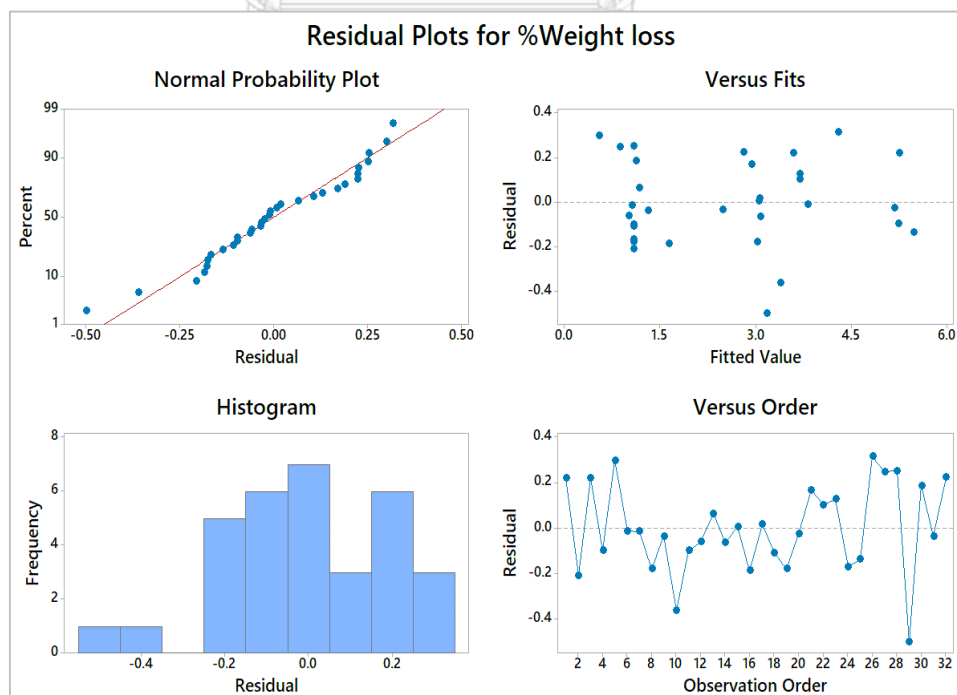 Residual Plots for %Weight loss
Normal Probability Plot
99
90
50
10
1
Percent
-0.50 -0.25 0.00 0.25 0.50
Residual
Versus Fits
0.4
0.2
0.0
-0.2
-0.4
Residual
0.0 1.5 3.0 4.5 6.0
Fitted Value
Histogram
8
6
4
2
0
Frequency
-0.4 -0.2 0.0 0.2
Residual
Versus Order
0.4
0.2
0.0
-0.2
-0.4
Residual
2 4 6 8 10 12 14 16 18 20 22 24 26 28 30 32
Observation Order